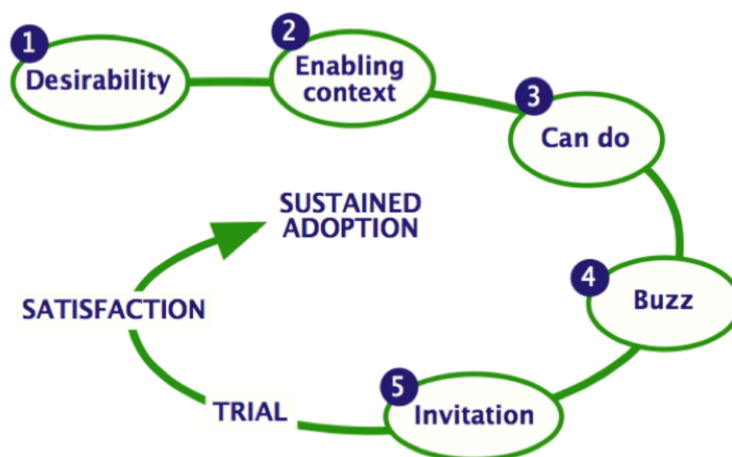 1
Desirability
2
Enabling
context
3
Can do
4
Buzz
5
Invitation
TRIAL
SATISFACTION
SUSTAINED
ADOPTION